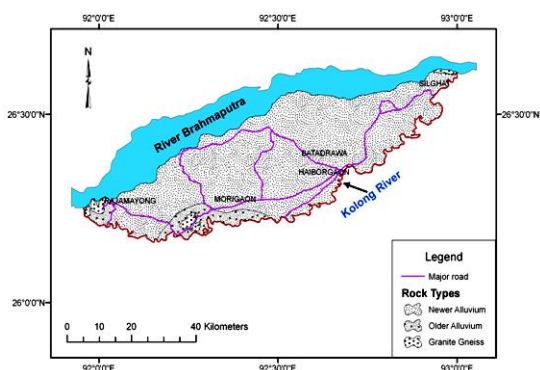 92°0'0"E 92°30'0"E 93°0'0"E
N
SILGHA
26°30'0"N 26°30'0"N
River Brahmaputra
BATADRAWA
HAIBORGAON
Kolong River
RAJAMAYONG
MORIGAON
Legend
Major road
Rock Types
Newer Alluvium
Older Alluvium
Granite Gneiss
26°0'0"N
0 10 20 40 Kilometers
92°0'0"E 92°30'0"E 93°0'0"E